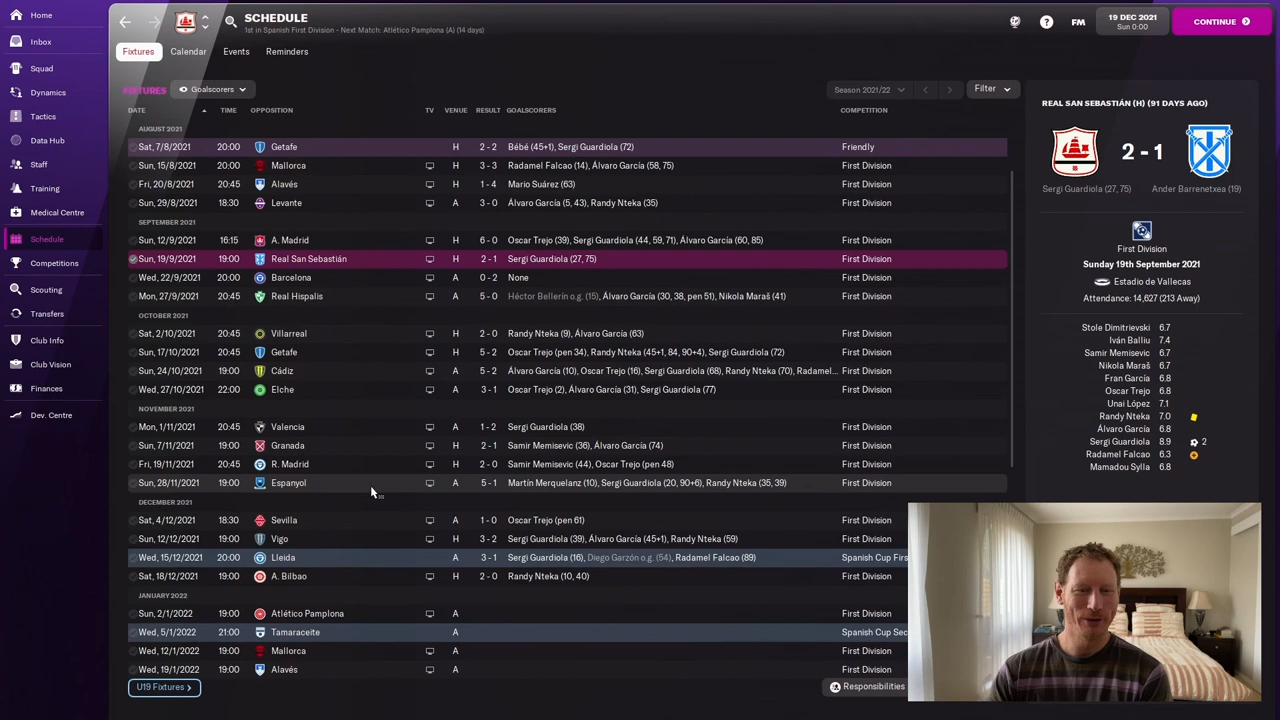 Home
Inbox
Squad
Dynamics
Tactics
Data Hub
Staff
Training
Medical Centre
Schedule
Competitions
Scouting
Transfers
Club Info
Club Vision
Finances
Dev. Centre
SCHEDULE
1st in Spanish First Division - Next Match: Atlético Pamplona (A) (14 days)
? FM 19 DEC 2021 Sun 0:00 CONTINUE
Fixtures Calendar Events Reminders
FIXTURES Goalscorers Season 2021/22 Filter
DATE TIME OPPOSITION TV VENUE RESULT GOALSCORERS COMPETITION
AUGUST 2021
Sat, 7/8/2021 20:00 Getafe H 2 - 2 Bébé (45+1), Sergi Guardiola (72) Friendly
Sun, 15/8/2021 20:00 Mallorca H 3 - 3 Radamel Falcao (14), Álvaro García (58, 75) First Division
Fri, 20/8/2021 20:45 Alavés H 1 - 4 Mario Suárez (63) First Division
Sun, 29/8/2021 18:30 Levante A 3 - 0 Álvaro García (5, 43), Randy Nteka (35) First Division
SEPTEMBER 2021
Sun, 12/9/2021 16:15 A. Madrid H 6 - 0 Oscar Trejo (39), Sergi Guardiola (44, 59, 71), Álvaro García (60, 85) First Division
Sun, 19/9/2021 19:00 Real San Sebastián H 2 - 1 Sergi Guardiola (27, 75) First Division
Wed, 22/9/2021 20:00 Barcelona A 0 - 2 None First Division
Mon, 27/9/2021 20:45 Real Hispalis A 5 - 0 Héctor Bellerín o.g. (15), Álvaro García (30, 38, pen 51), Nikola Maraš (41) First Division
OCTOBER 2021
Sat, 2/10/2021 20:45 Villarreal H 2 - 0 Randy Nteka (9), Álvaro García (63) First Division
Sun, 17/10/2021 20:45 Getafe H 5 - 2 Oscar Trejo (pen 34), Randy Nteka (45+1, 84, 90+4), Sergi Guardiola (72) First Division
Sun, 24/10/2021 19:00 Cádiz A 5 - 2 Álvaro García (10), Oscar Trejo (16), Sergi Guardiola (68), Randy Nteka (70), Radamel... First Division
Wed, 27/10/2021 22:00 Elche A 3 - 1 Oscar Trejo (2), Álvaro García (31), Sergi Guardiola (77) First Division
NOVEMBER 2021
Mon, 1/11/2021 20:45 Valencia A 1 - 2 Sergi Guardiola (38) First Division
Sun, 7/11/2021 19:00 Granada H 2 - 1 Samir Memisevic (36), Álvaro García (74) First Division
Fri, 19/11/2021 20:45 R. Madrid H 2 - 0 Samir Memisevic (44), Oscar Trejo (pen 48) First Division
Sun, 28/11/2021 19:00 Espanyol A 5 - 1 Martín Merquelanz (10), Sergi Guardiola (20, 90+6), Randy Nteka (35, 39) First Division
DECEMBER 2021
Sat, 4/12/2021 18:30 Sevilla A 1 - 0 Oscar Trejo (pen 61) First Division
Sun, 12/12/2021 19:00 Vigo H 3 - 2 Sergi Guardiola (39), Álvaro García (45+1), Randy Nteka (59) First Division
Wed, 15/12/2021 20:00 Lleida A 3 - 1 Sergi Guardiola (16), Diego Garzón o.g. (54), Radamel Falcao (89) Spanish Cup Firs
Sat, 18/12/2021 19:00 A. Bilbao H 2 - 0 Randy Nteka (10, 40) First Division
JANUARY 2022
Sun, 2/1/2022 19:00 Atlético Pamplona A First Division
Wed, 5/1/2022 21:00 Tamaraceite A Spanish Cup Sec
Wed, 12/1/2022 19:00 Mallorca A First Division
Wed, 19/1/2022 19:00 Alavés A First Division
U19 Fixtures Responsibilities
REAL SAN SEBASTIÁN (H) (91 DAYS AGO)
2 - 1
Sergi Guardiola (27, 75) Ander Barrenetxea (19)
First Division
Sunday 19th September 2021
Estadio de Vallecas
Attendance: 14,627 (213 Away)
Stole Dimitrievski 6.7
Iván Balliu 7.4
Samir Memisevic 6.7
Nikola Maraš 6.7
Fran García 6.8
Oscar Trejo 6.8
Unai López 7.1
Randy Nteka 7.0
Álvaro García 6.8
Sergi Guardiola 8.9 2
Radamel Falcao 6.3
Mamadou Sylla 6.8